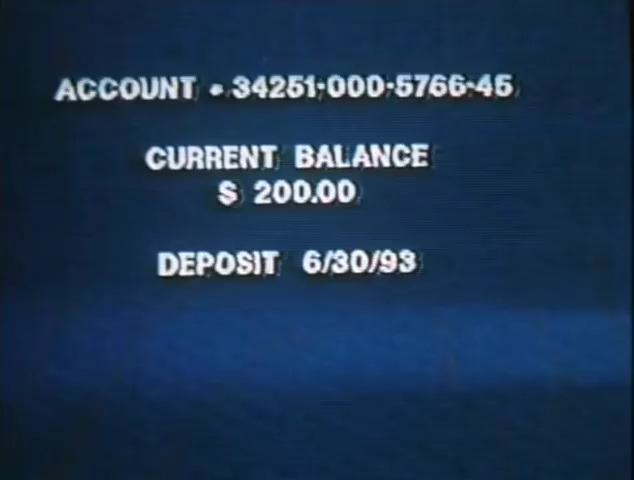 ACCOUNT • 34251-000-5766-45
CURRENT BALANCE
$ 200.00
DEPOSIT 6/30/93